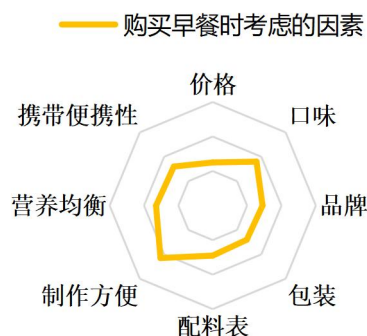 购买早餐时考虑的因素
价格
携带便携性
口味
营养均衡
品牌
制作方便
包装
配料表